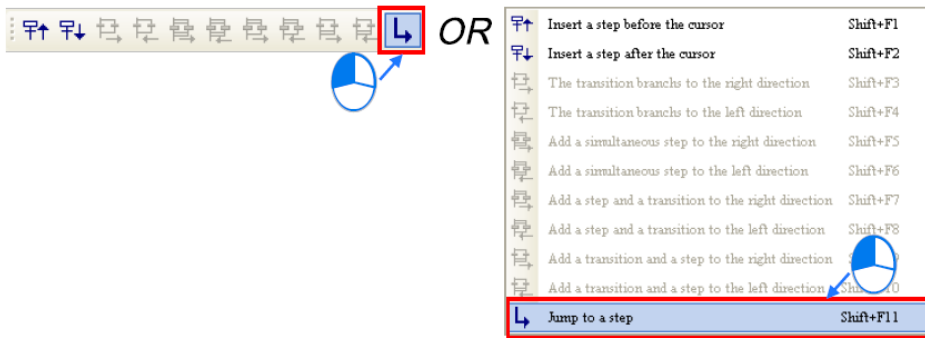 OR
Insert a step before the cursor Shift+F1
Insert a step after the cursor Shift+F2
The transition branchs to the right direction Shift+F3
The transition branchs to the left direction Shift+F4
Add a simultaneous step to the right direction Shift+F5
Add a simultaneous step to the left direction Shift+F6
Add a step and a transition to the right direction Shift+F7
Add a step and a transition to the left direction Shift+F8
Add a transition and a step to the right direction
Add a transition and a step to the left direction
Jump to a step Shift+F11